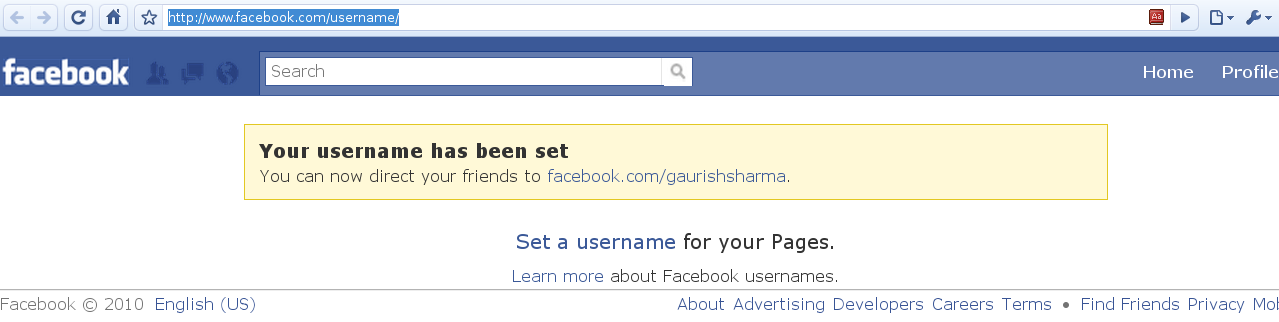 http://www.facebook.com/username/
Aa
facebook
Search
Home Profile
Your username has been set
You can now direct your friends to facebook.com/gaurishsharma.
Set a username for your Pages.
Learn more about Facebook usernames.
Facebook © 2010 English (US)
About Advertising Developers Careers Terms • Find Friends Privacy Mob